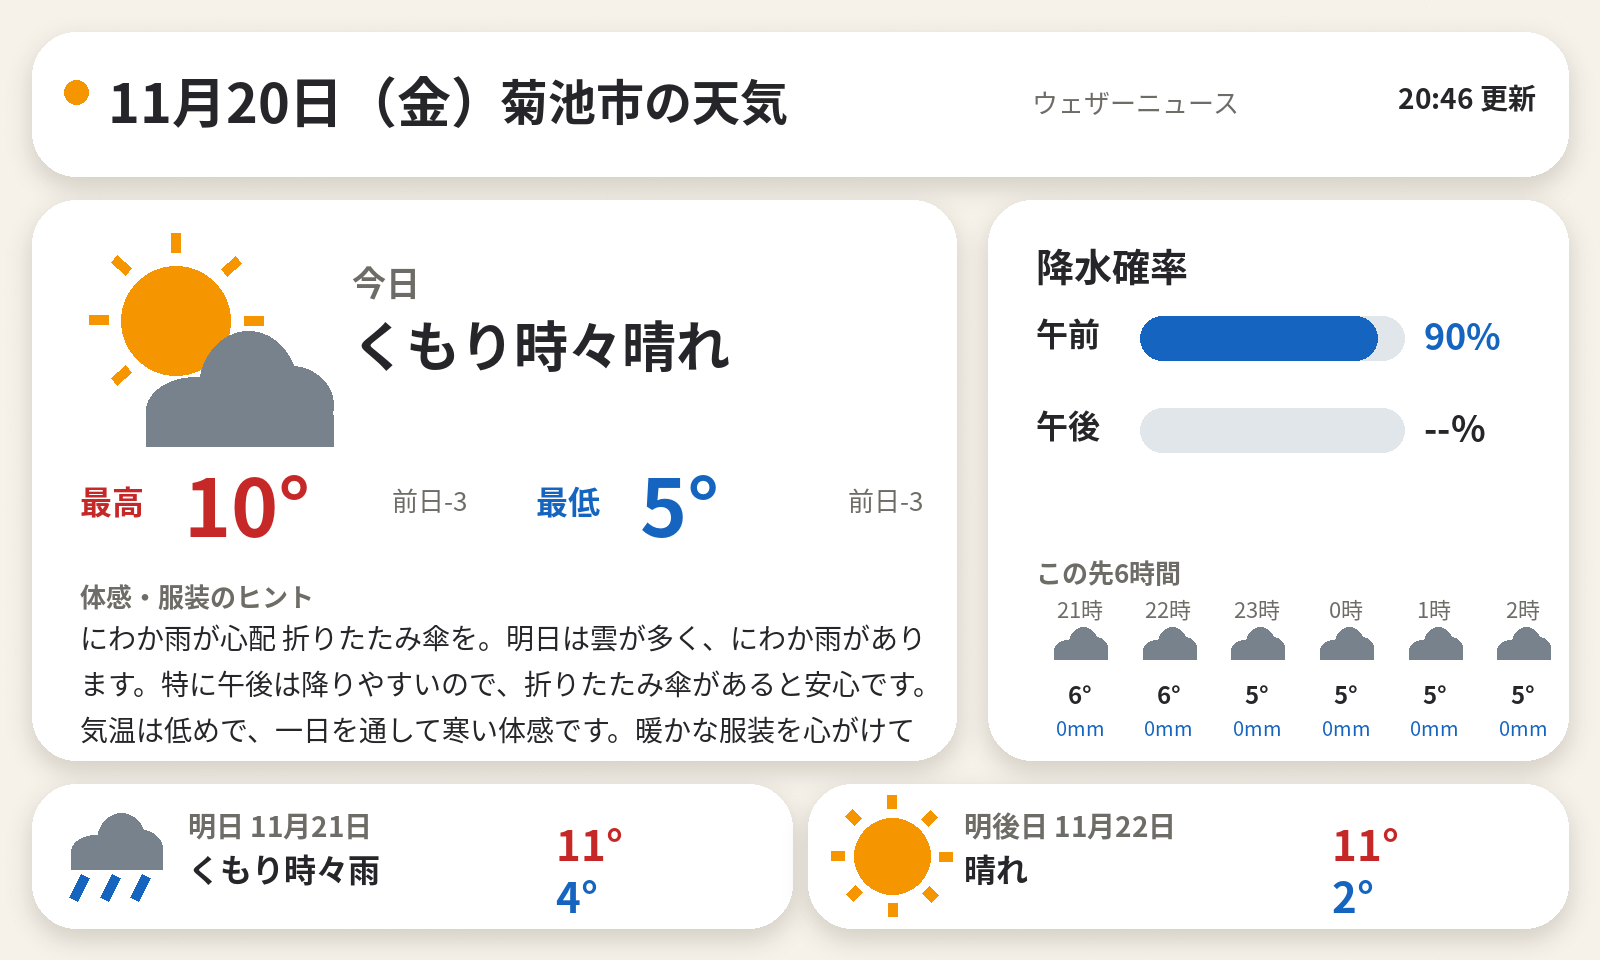 11月20日（金）菊池市の天気
ウェザーニュース
20:46 更新
今日
くもり時々晴れ
最高 10° 前日-3 最低 5° 前日-3
体感・服装のヒント
にわか雨が心配 折りたたみ傘を。明日は雲が多く、にわか雨があり
ます。特に午後は降りやすいので、折りたたみ傘があると安心です。
気温は低めで、一日を通して寒い体感です。暖かな服装を心がけて
降水確率
午前 90%
午後 --%
この先6時間
21時 22時 23時 0時 1時 2時
6° 6° 5° 5° 5° 5°
0mm 0mm 0mm 0mm 0mm 0mm
明日 11月21日
くもり時々雨
11°
4°
明後日 11月22日
晴れ
11°
2°